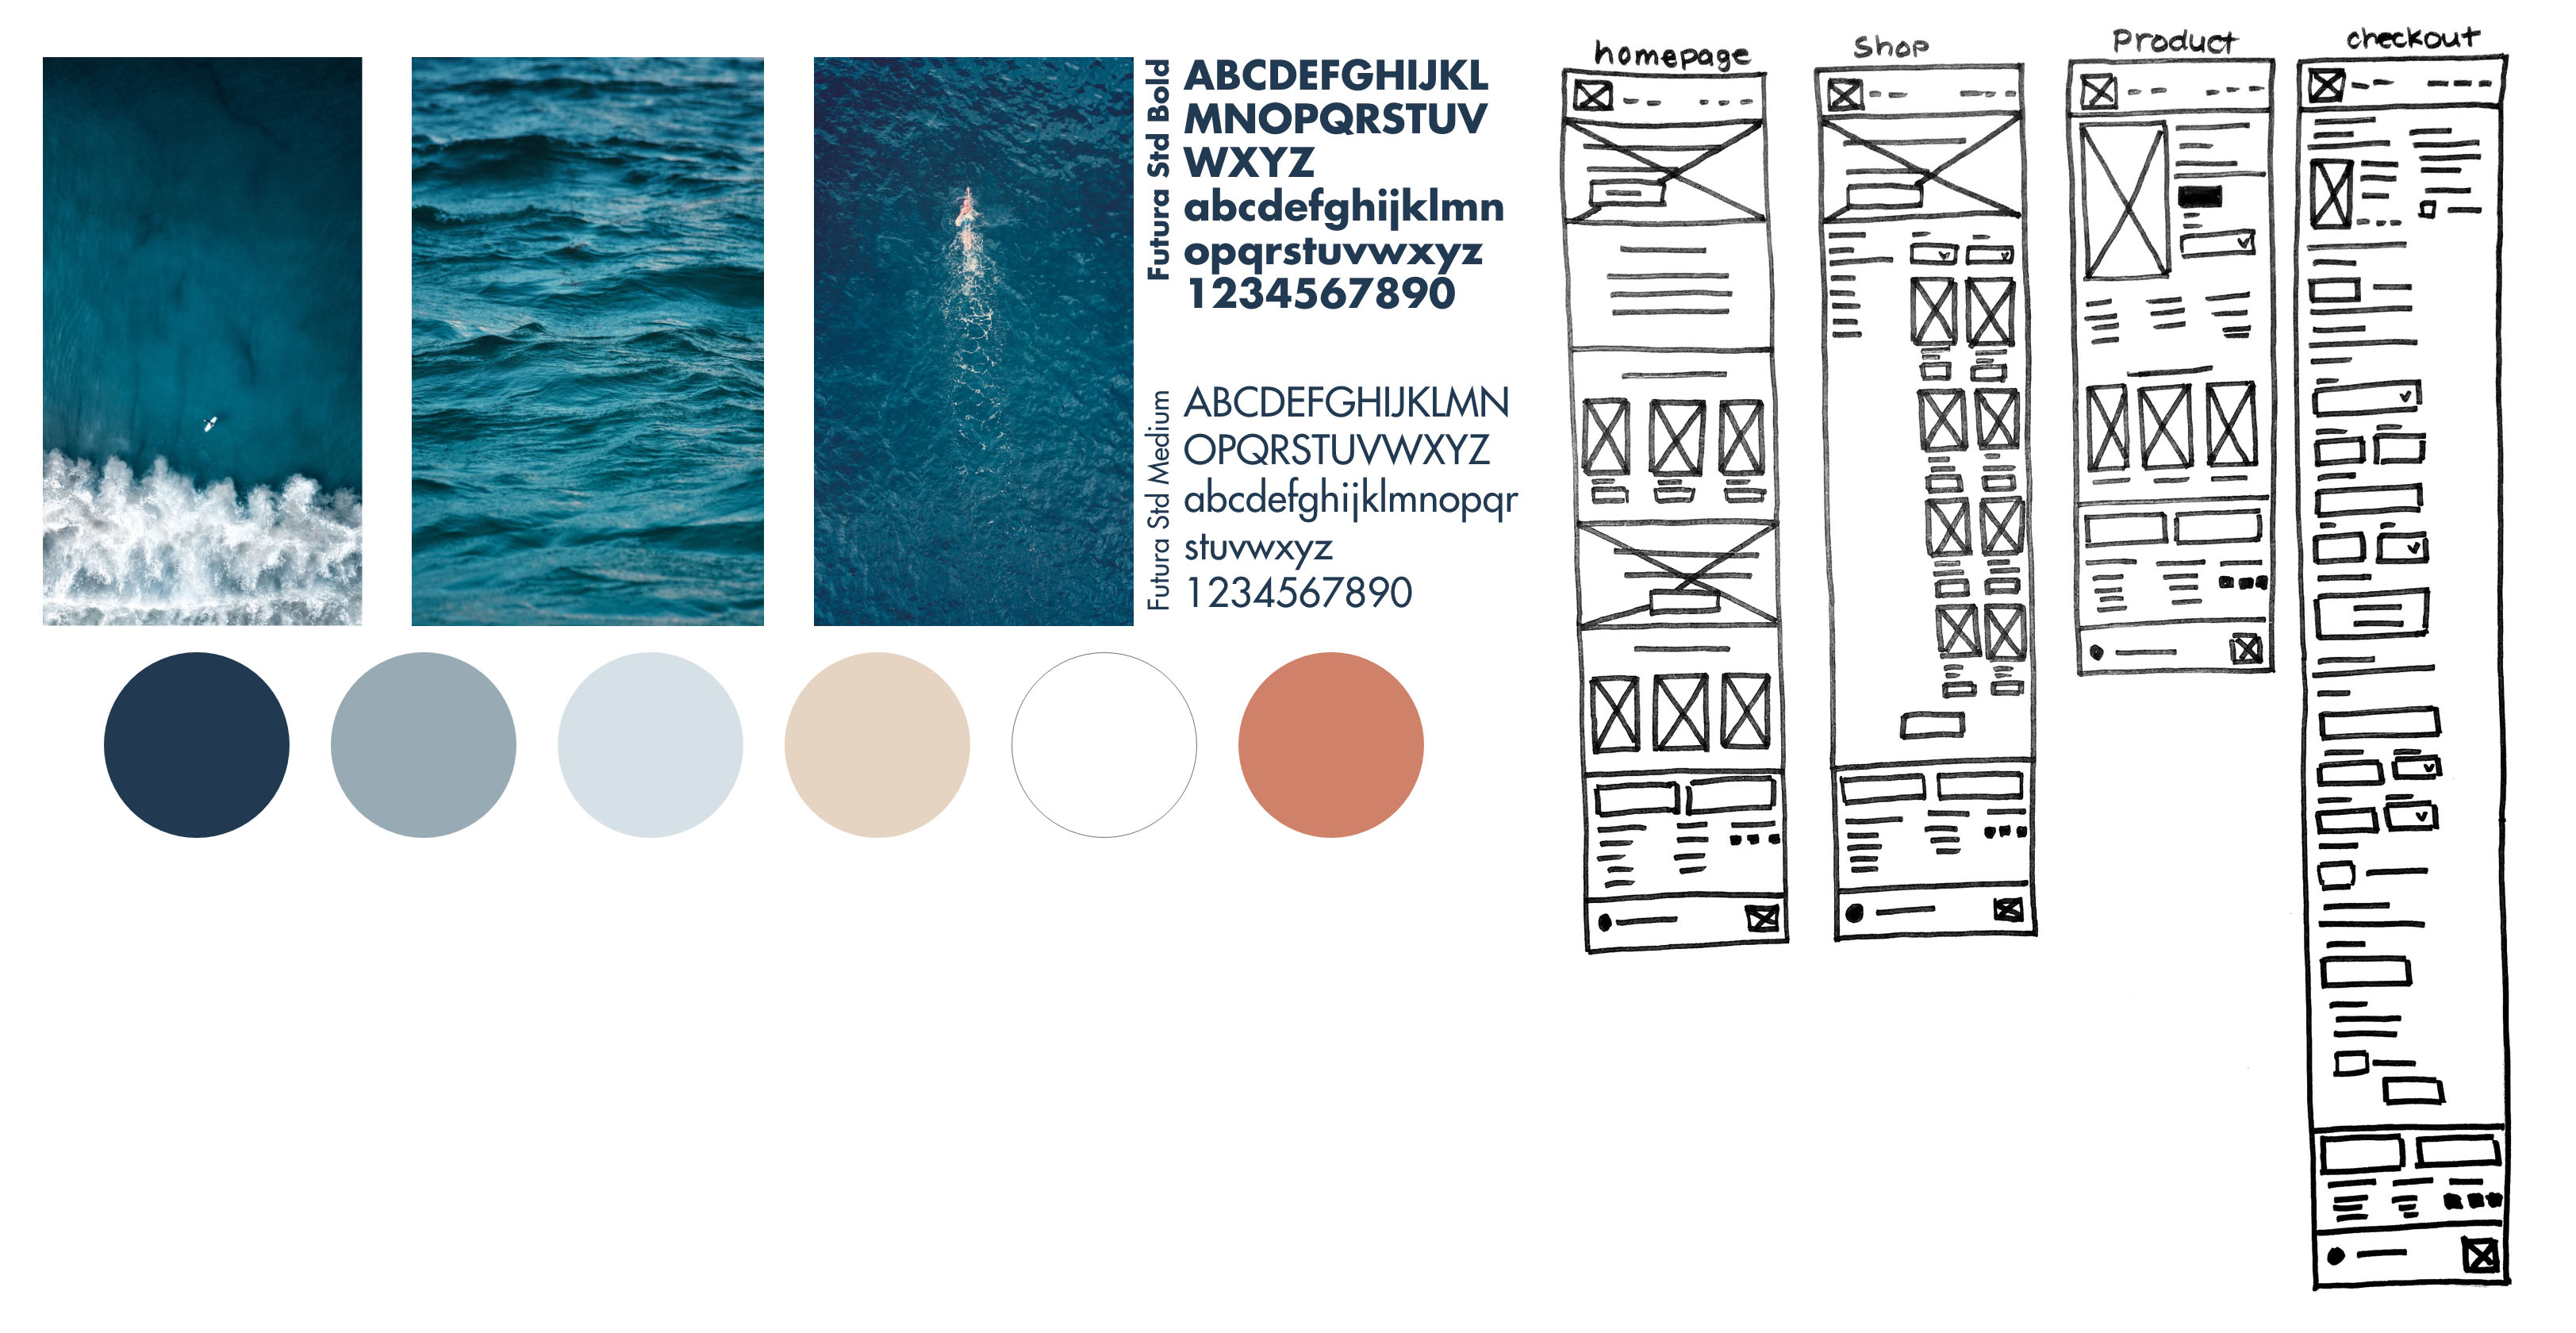 Futura Std Bold
ABCDEFGHIJKL
MNOPQRSTUV
WXYZ
abcdefghijklmn
opqrstuvwxyz
1234567890
Futura Std Medium
ABCDEFGHIJKLMN
OPQRSTUVWXYZ
abcdefghijklmnopqr
stuvwxyz
1234567890
homepage
Shop
Product
checkout